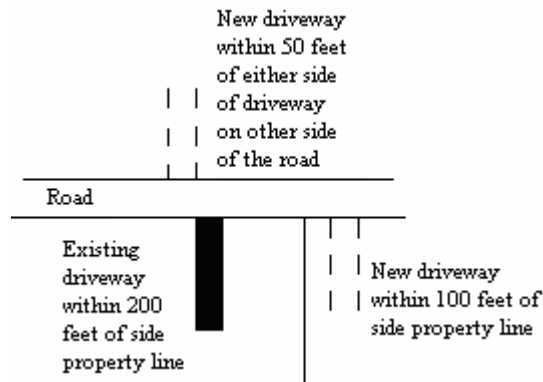 New driveway
within 50 feet
of either side
of driveway
on other side
of the road
Road
Existing
driveway
within 200
feet of side
property line
New driveway
within 100 feet of
side property line